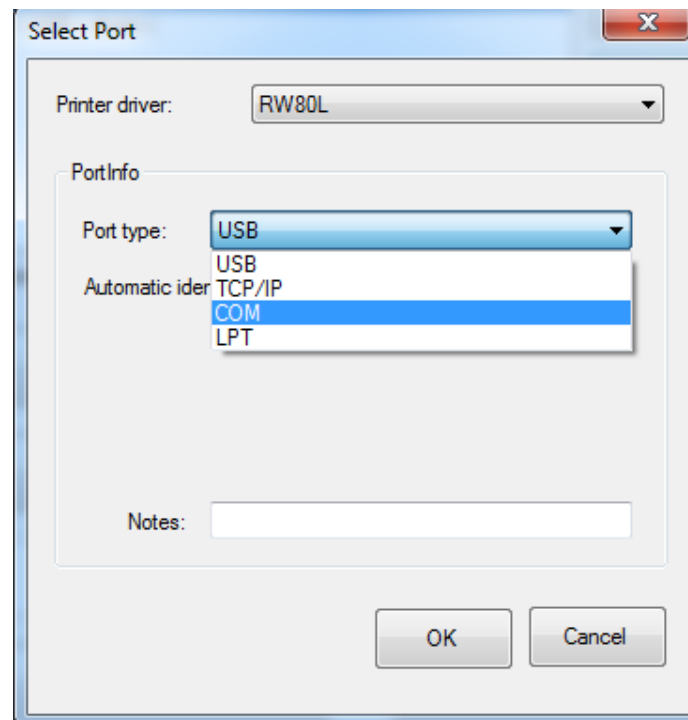 Select Port
Printer driver: RW80L
PortInfo
Port type: USB
USB
Automatic ider TCP/IP
COM
LPT
Notes:
OK Cancel